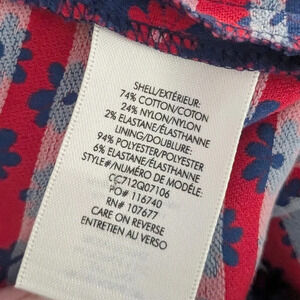 SHELL/EXTÉRIEUR:
74% COTTON/COTON
24% NYLON/NYLON
2% ELASTANE/ÉLASTHANNE
LINING/DOUBLURE:
94% POLYESTER/POLYESTER
6% ELASTANE/ÉLASTHANNE
STYLE#/NUMÉRO DE MODÈLE:
CC712Q07106
PO# 116740
RN# 107677
CARE ON REVERSE
ENTRETIEN AU VERSO